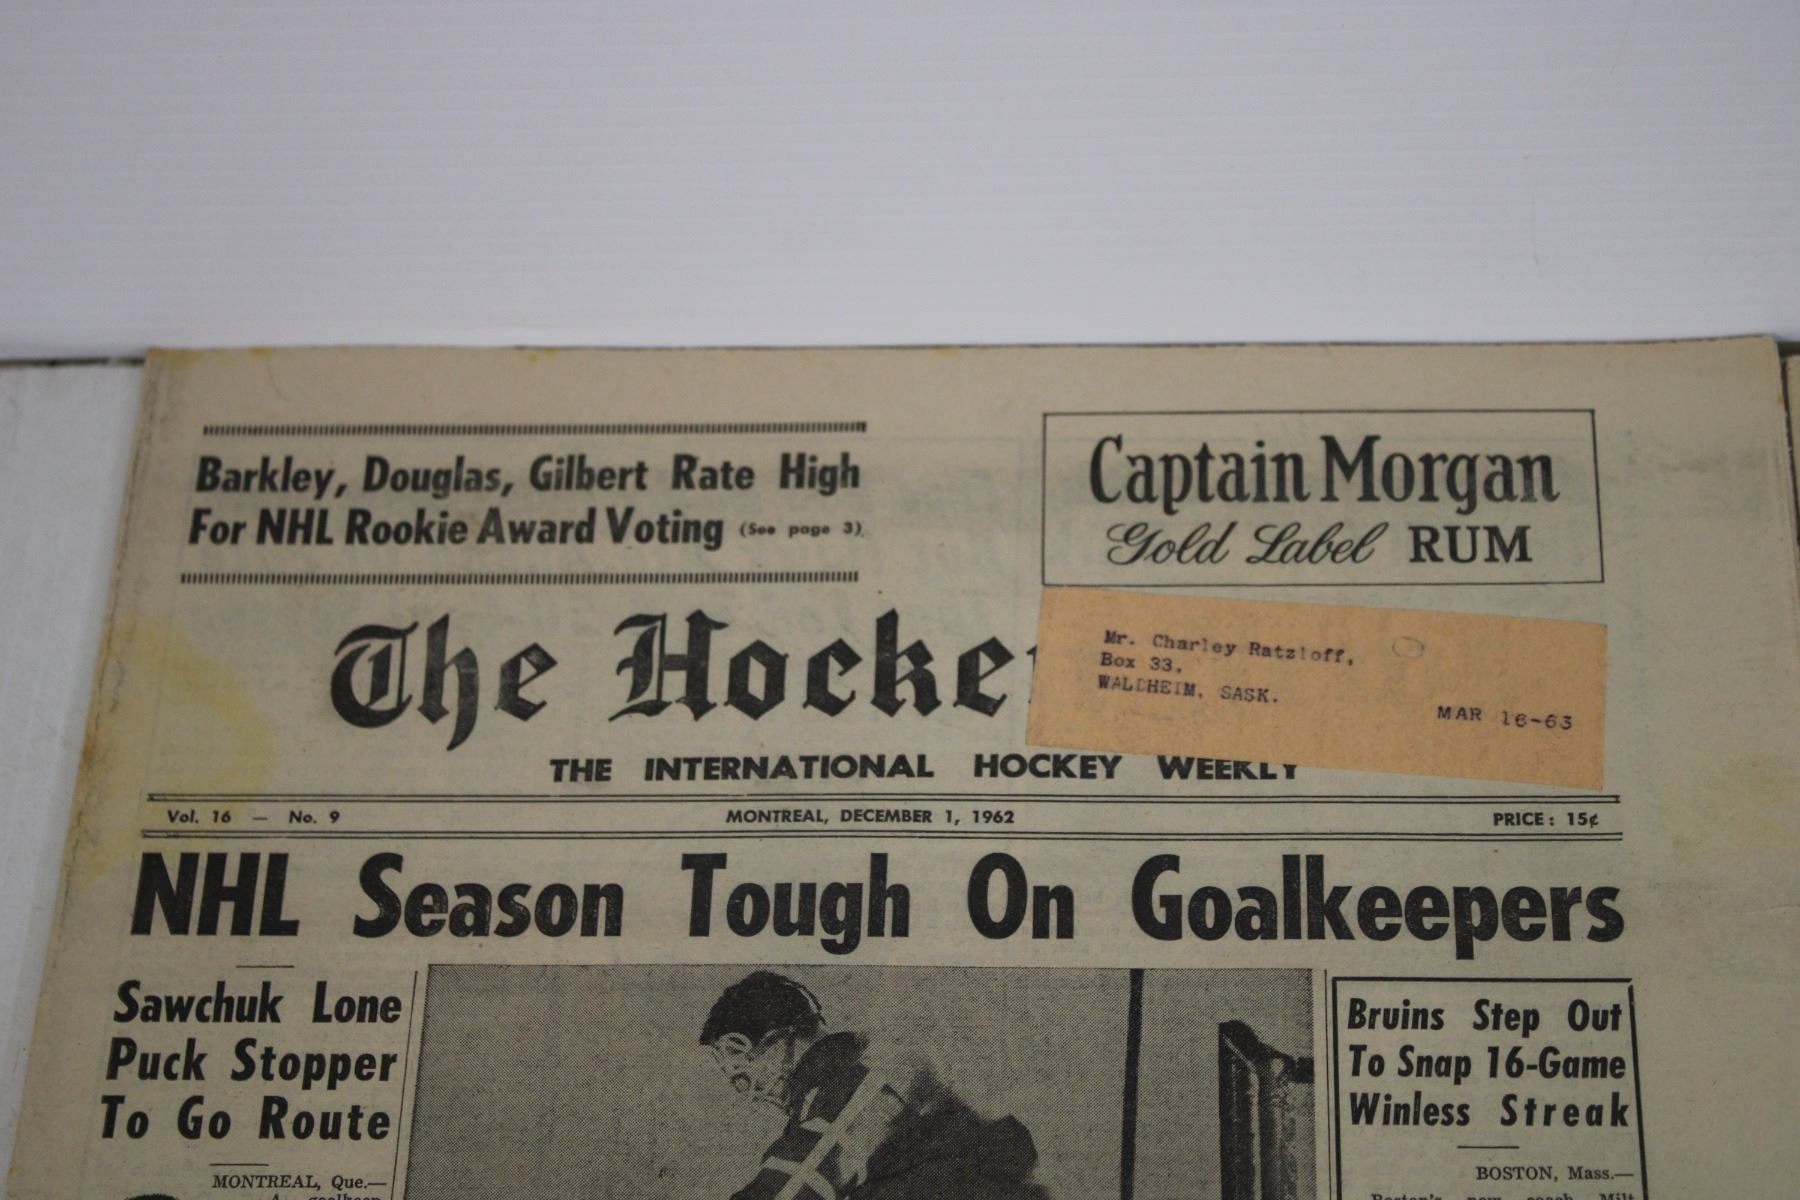 Barkley, Douglas, Gilbert Rate High
For NHL Rookie Award Voting (See page 3)
Captain Morgan
Gold Label RUM
The Hocke
Mr. Charley Ratzloff,
Box 33,
WALDHEIM, SASK.
MAR 16-63
THE INTERNATIONAL HOCKEY WEEKLY
Vol. 16 — No. 9
MONTREAL, DECEMBER 1, 1962
PRICE: 15¢
NHL Season Tough On Goalkeepers
Sawchuk Lone
Puck Stopper
To Go Route
MONTREAL, Que.—
Bruins Step Out
To Snap 16-Game
Winless Streak
BOSTON, Mass.—